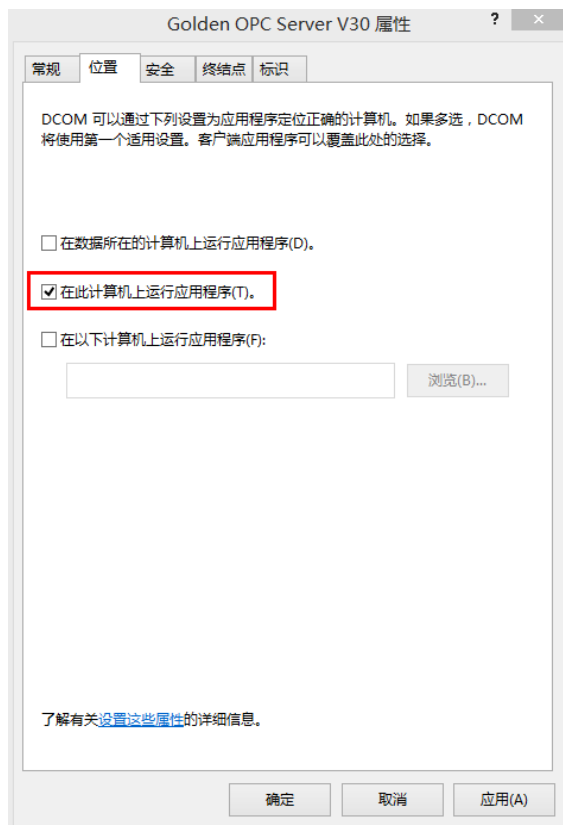 Golden OPC Server V30 属性
?
×
常规 位置 安全 终结点 标识
DCOM 可以通过下列设置为应用程序定位正确的计算机。如果多选，DCOM
将使用第一个适用设置。客户端应用程序可以覆盖此处的选择。
在数据所在的计算机上运行应用程序(D)。
在此计算机上运行应用程序(T)。
在以下计算机上运行应用程序(F):
浏览(B)...
了解有关设置这些属性的详细信息。
确定 取消 应用(A)